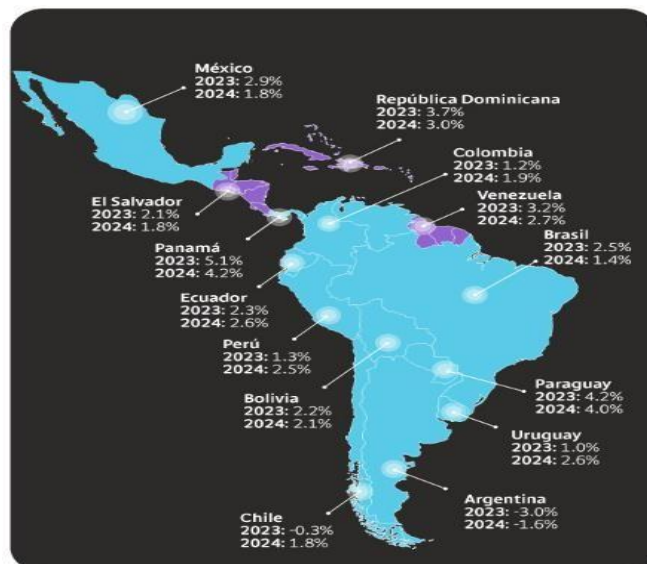 México
2023: 2.9%
2024: 1.8%
República Dominicana
2023: 3.7%
2024: 3.0%
Colombia
2023: 1.2%
2024: 1.9%
El Salvador
2023: 2.1%
2024: 1.8%
Venezuela
2023: 3.2%
2024: 2.7%
Brasil
2023: 2.5%
2024: 1.4%
Panamá
2023: 5.1%
2024: 4.2%
Ecuador
2023: 2.3%
2024: 2.6%
Perú
2023: 1.3%
2024: 2.5%
Bolivia
2023: 2.2%
2024: 2.1%
Paraguay
2023: 4.2%
2024: 4.0%
Uruguay
2023: 1.0%
2024: 2.6%
Argentina
2023: -3.0%
2024: -1.6%
Chile
2023: -0.3%
2024: 1.8%